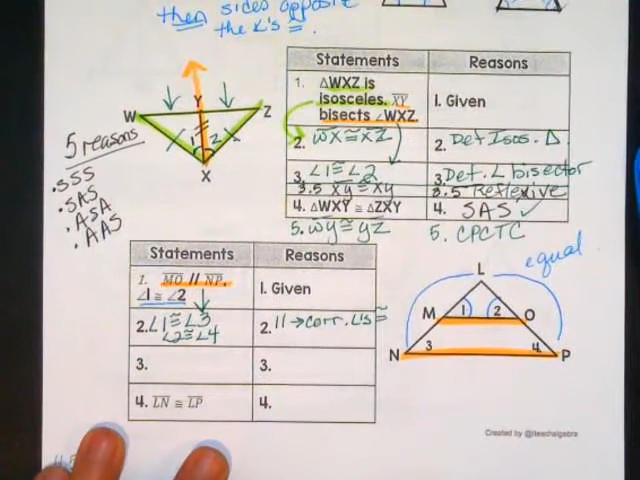 then sides opposite
the ∠'s ≅.
Statements Reasons
1. △WXZ is isosceles, XY bisects ∠WXZ. 1. Given
2. WX ≅ XZ 2. Def Isos. △
3. ∠1 ≅ ∠2 3. Def. ∠ bisector
3.5 XY ≅ XY 3.5 Reflexive
4. △WXY ≅ △ZXY 4. SAS ✓
5. WY ≅ YZ 5. CPCTC
W Y Z
1 2
X
5 reasons
• SSS
• SAS
• ASA
• AAS
Statements Reasons
1. MO // NP, ∠1 ≅ ∠2 1. Given
2. ∠1 ≅ ∠3 2. || → corr. ∠'s ≅
∠2 ≅ ∠4
3. 3.
4. LN ≅ LP 4.
equal
L
M 1 2 O
N 3 4 P
Created by @iteachalgebra